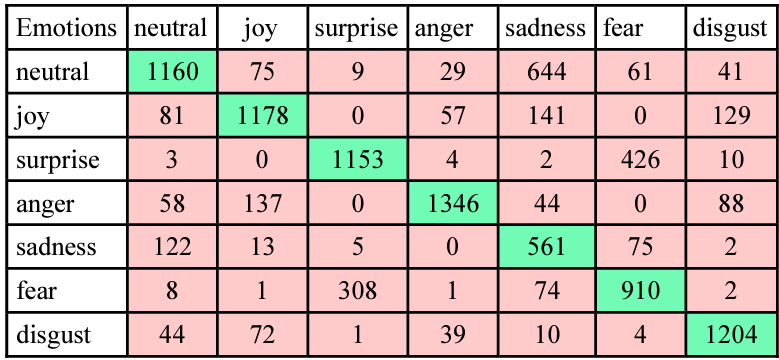 Emotions neutral joy surprise anger sadness fear disgust
neutral 1160 75 9 29 644 61 41
joy 81 1178 0 57 141 0 129
surprise 3 0 1153 4 2 426 10
anger 58 137 0 1346 44 0 88
sadness 122 13 5 0 561 75 2
fear 8 1 308 1 74 910 2
disgust 44 72 1 39 10 4 1204